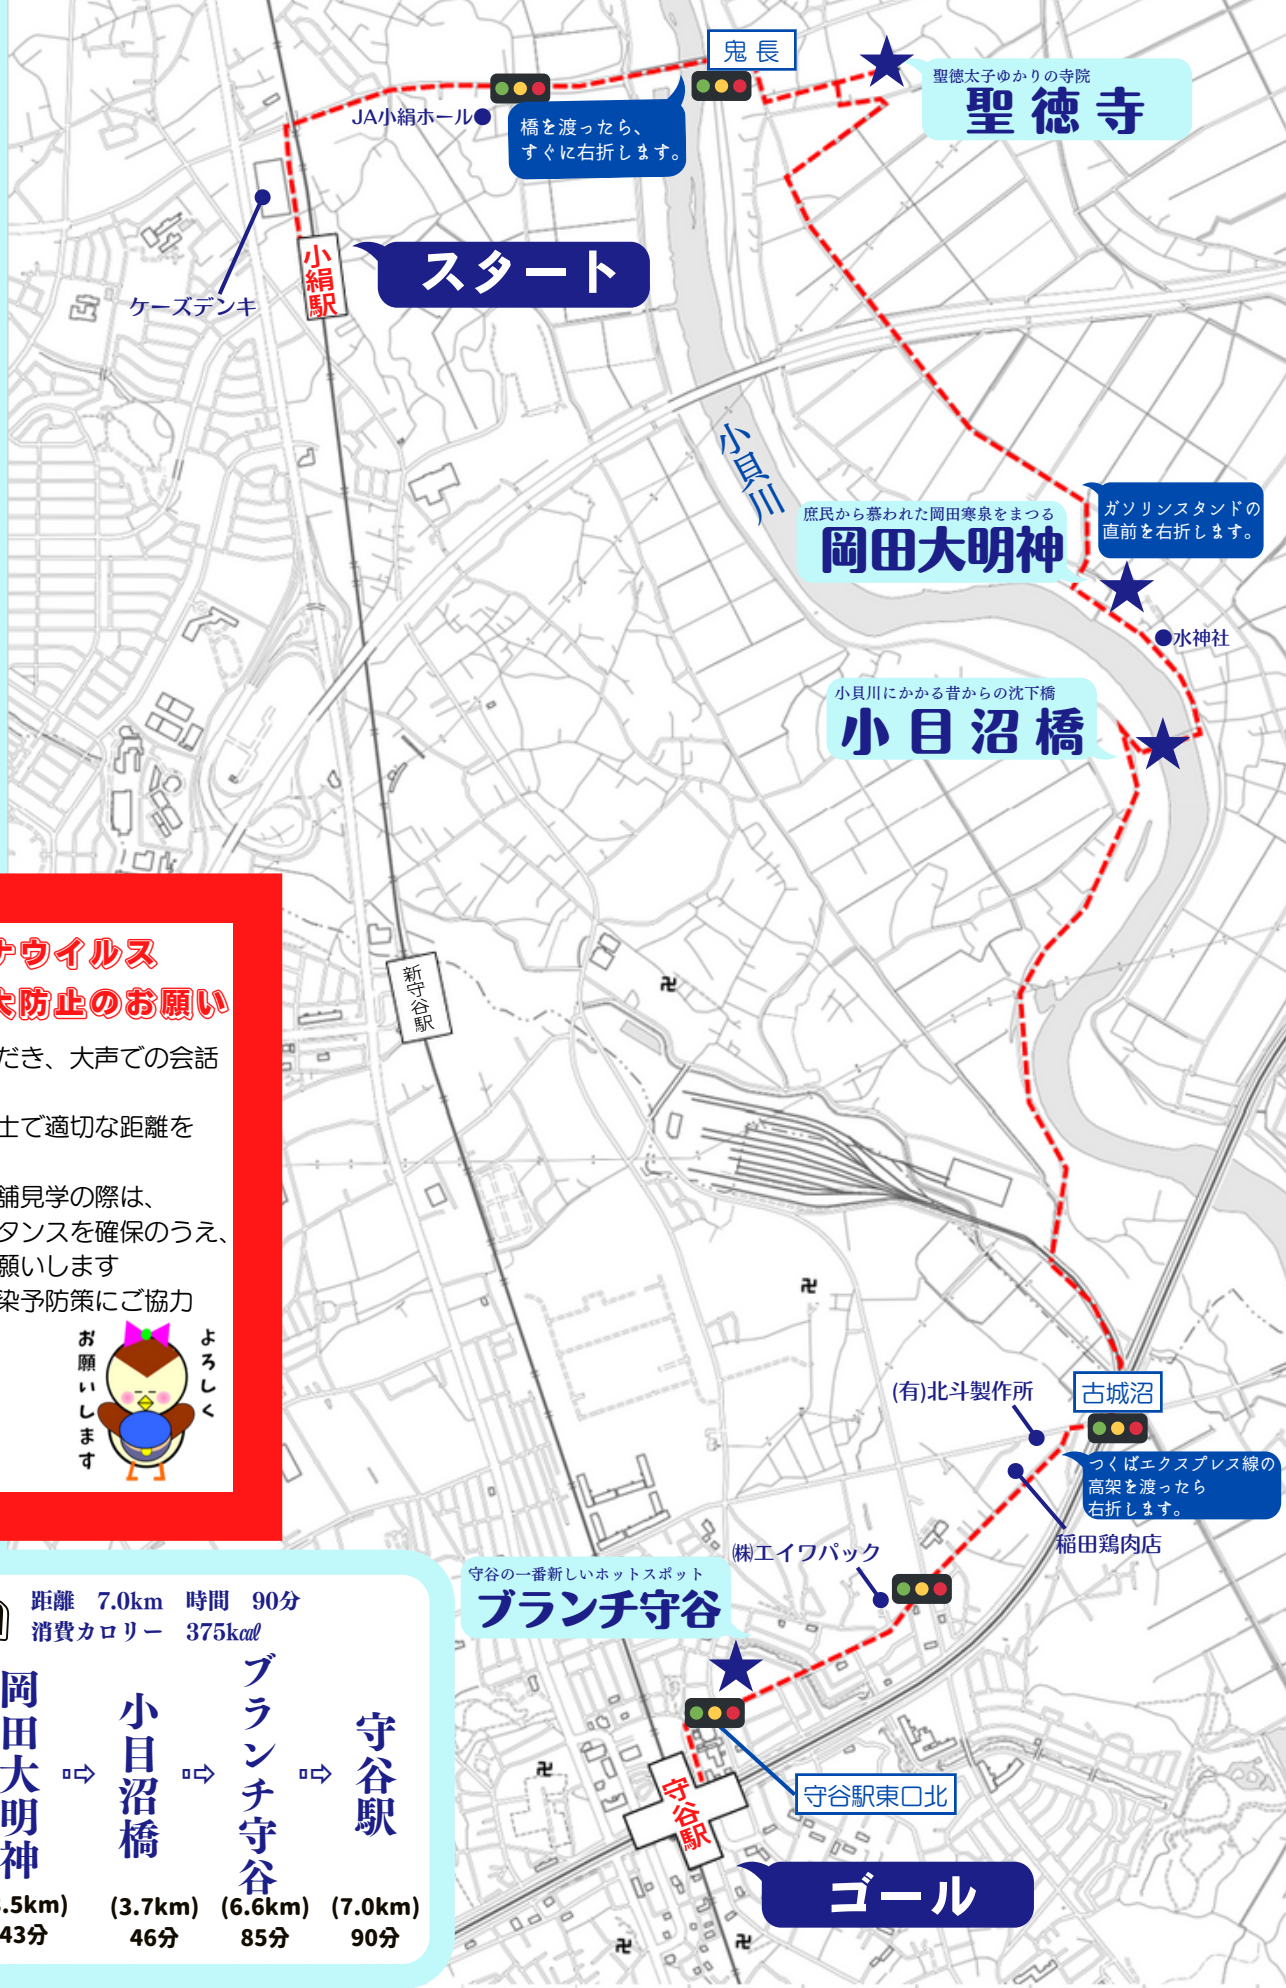 鬼長
聖徳太子ゆかりの寺院
聖徳寺
JA小絹ホール
橋を渡ったら、
すぐに右折します。
小絹駅
スタート
ケーズデンキ
小貝川
庶民から慕われた岡田寒泉をまつる
岡田大明神
ガソリンスタンドの
直前を右折します。
水神社
小貝川にかかる昔からの沈下橋
小目沼橋
新守谷駅
ナウイルス
大防止のお願い
だき、大声での会話
士で適切な距離を
舗見学の際は、
タンスを確保のうえ、
願いします
染予防策にご協力
よろしく
お願いします
(有)北斗製作所
古城沼
つくばエクスプレス線の
高架を渡ったら
右折します。
稲田鶏肉店
㈱エイワパック
守谷の一番新しいホットスポット
ブランチ守谷
守谷駅
守谷駅東口北
ゴール
距離 7.0km 時間 90分
消費カロリー 375k㎈
岡田大明神 ⇨ 小目沼橋 ⇨ ブランチ守谷 ⇨ 守谷駅
.5km) (3.7km) (6.6km) (7.0km)
43分 46分 85分 90分